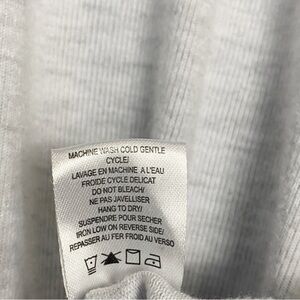 MACHINE WASH COLD GENTLE
CYCLE/
LAVAGE EN MACHINE A L'EAU
FROIDE CYCLE DELICAT
DO NOT BLEACH/
NE PAS JAVELLISER
HANG TO DRY/
SUSPENDRE POUR SECHER
IRON LOW ON REVERSE SIDE/
REPASSER AU FER FROID AU VERSO